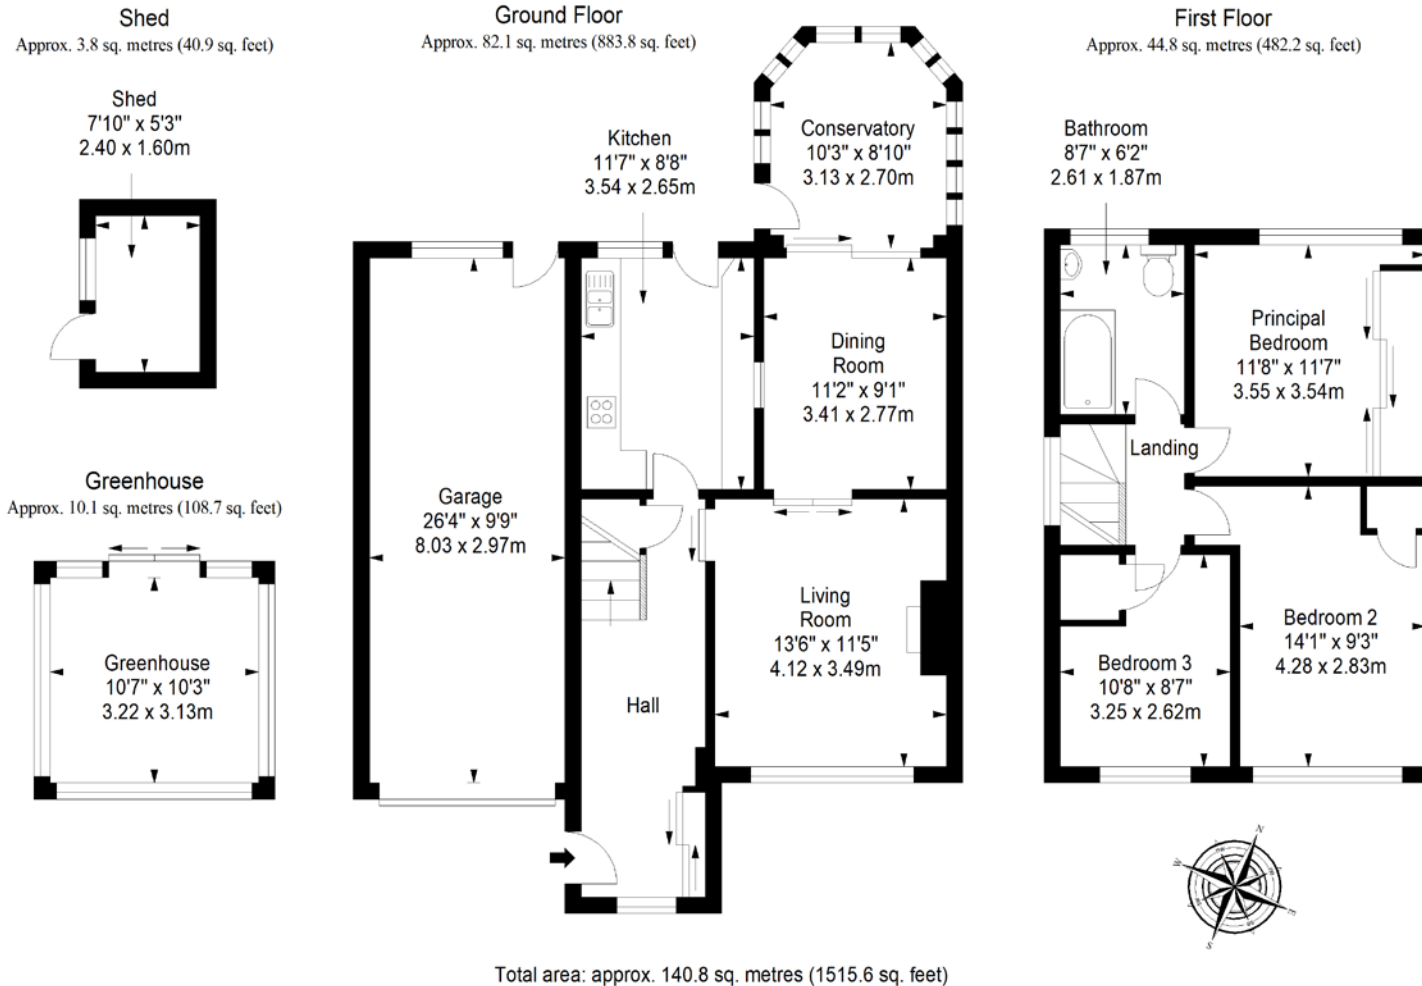 Shed
Approx. 3.8 sq. metres (40.9 sq. feet)
Shed
7'10" x 5'3"
2.40 x 1.60m
Greenhouse
Approx. 10.1 sq. metres (108.7 sq. feet)
Greenhouse
10'7" x 10'3"
3.22 x 3.13m
Ground Floor
Approx. 82.1 sq. metres (883.8 sq. feet)
Kitchen
11'7" x 8'8"
3.54 x 2.65m
Conservatory
10'3" x 8'10"
3.13 x 2.70m
Dining
Room
11'2" x 9'1"
3.41 x 2.77m
Garage
26'4" x 9'9"
8.03 x 2.97m
Living
Room
13'6" x 11'5"
4.12 x 3.49m
Hall
First Floor
Approx. 44.8 sq. metres (482.2 sq. feet)
Bathroom
8'7" x 6'2"
2.61 x 1.87m
Principal
Bedroom
11'8" x 11'7"
3.55 x 3.54m
Landing
Bedroom 2
14'1" x 9'3"
4.28 x 2.83m
Bedroom 3
10'8" x 8'7"
3.25 x 2.62m
N
W
E
S
Total area: approx. 140.8 sq. metres (1515.6 sq. feet)